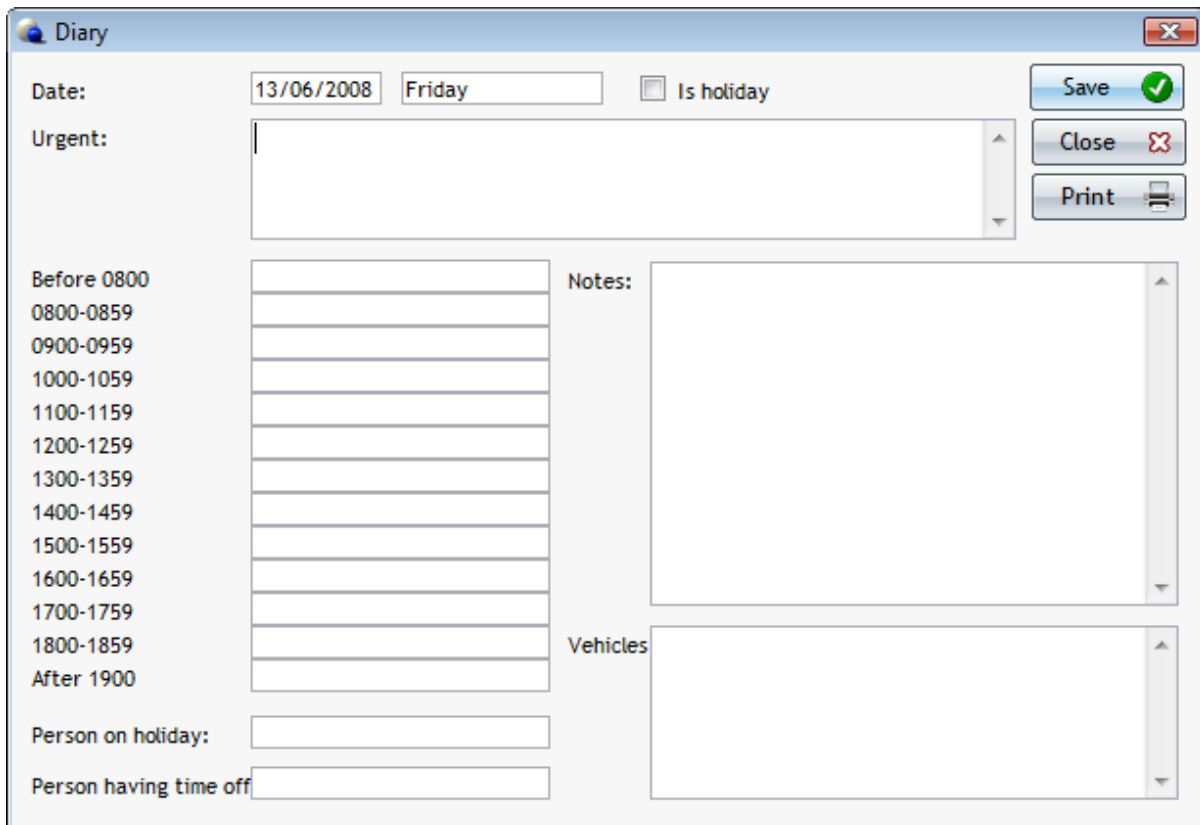 Diary
Date: 13/06/2008 Friday Is holiday Save
Urgent: Close
Print
Before 0800 Notes:
0800-0859
0900-0959
1000-1059
1100-1159
1200-1259
1300-1359
1400-1459
1500-1559
1600-1659
1700-1759
1800-1859 Vehicles
After 1900
Person on holiday:
Person having time off